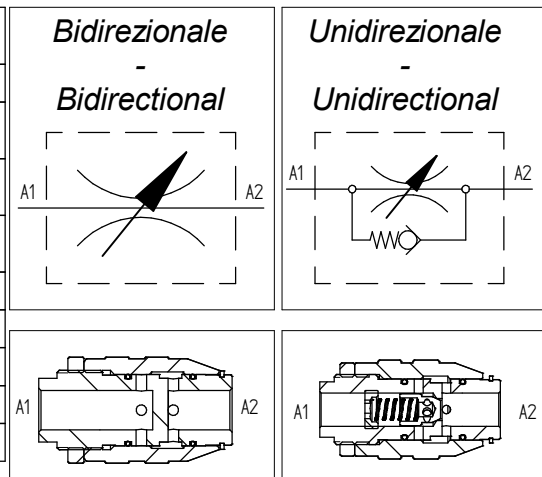 Bidirezionale
-
Bidirectional
A1 A2
Unidirezionale
-
Unidirectional
A1 A2
A1 A2
A1 A2